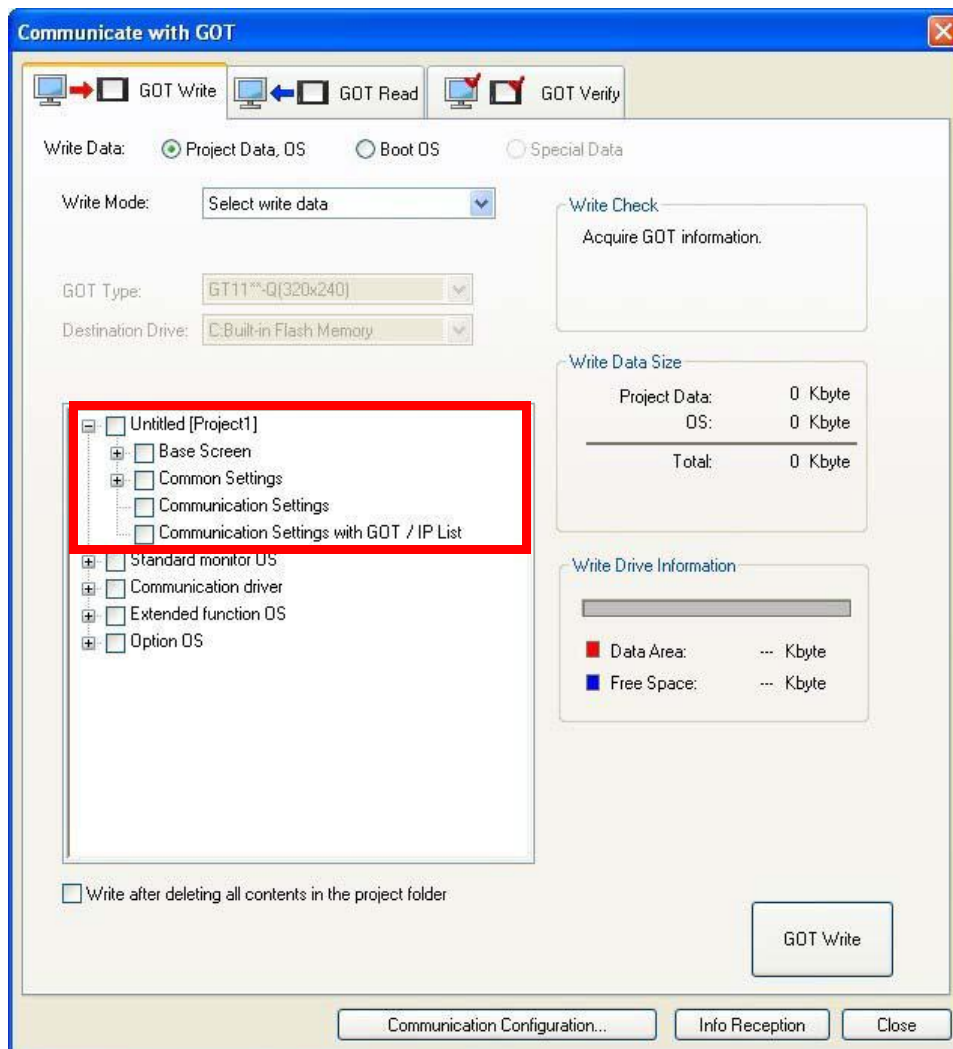 Communicate with GOT
GOT Write GOT Read GOT Verify
Write Data: Project Data, OS Boot OS Special Data
Write Mode: Select write data
GOT Type: GT11**-Q(320x240)
Destination Drive: C:Built-in Flash Memory
Untitled [Project1]
Base Screen
Common Settings
Communication Settings
Communication Settings with GOT / IP List
Standard monitor OS
Communication driver
Extended function OS
Option OS
Write after deleting all contents in the project folder
Write Check
Acquire GOT information.
Write Data Size
Project Data: 0 Kbyte
OS: 0 Kbyte
Total: 0 Kbyte
Write Drive Information
Data Area: --- Kbyte
Free Space: --- Kbyte
GOT Write
Communication Configuration... Info Reception Close